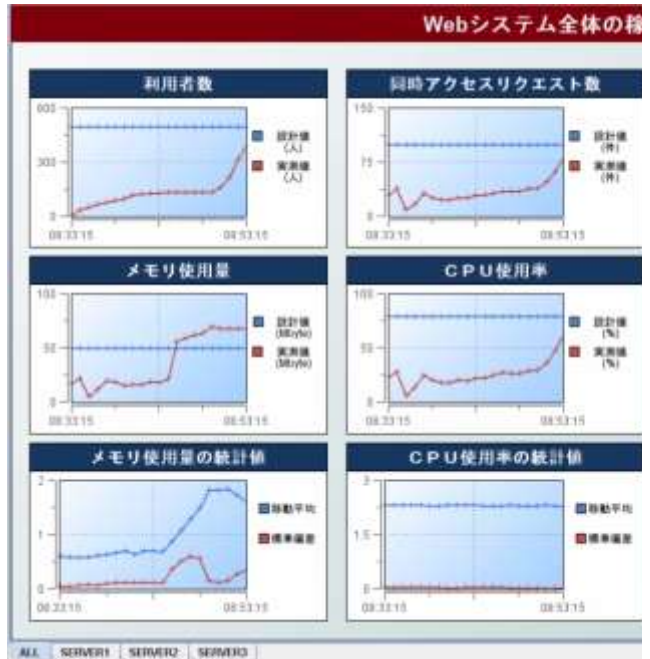 Webシステム全体の稼
利用者数
600
300
0
08:33:15
08:53:15
設計値
(人)
実測値
(人)
同時アクセスリクエスト数
150
75
0
08:33:15
08:53:15
設計値
(件)
実測値
(件)
メモリ使用量
100
50
0
08:33:15
08:53:15
設計値
(Mbyte)
実測値
(Mbyte)
CPU使用率
100
50
0
08:33:15
08:53:15
設計値
(%)
実測値
(%)
メモリ使用量の統計値
2
1
0
08:33:15
08:53:15
移動平均
標準偏差
CPU使用率の統計値
3
1.5
0
08:33:15
08:53:15
移動平均
標準偏差
ALL SERVER1 SERVER2 SERVER3